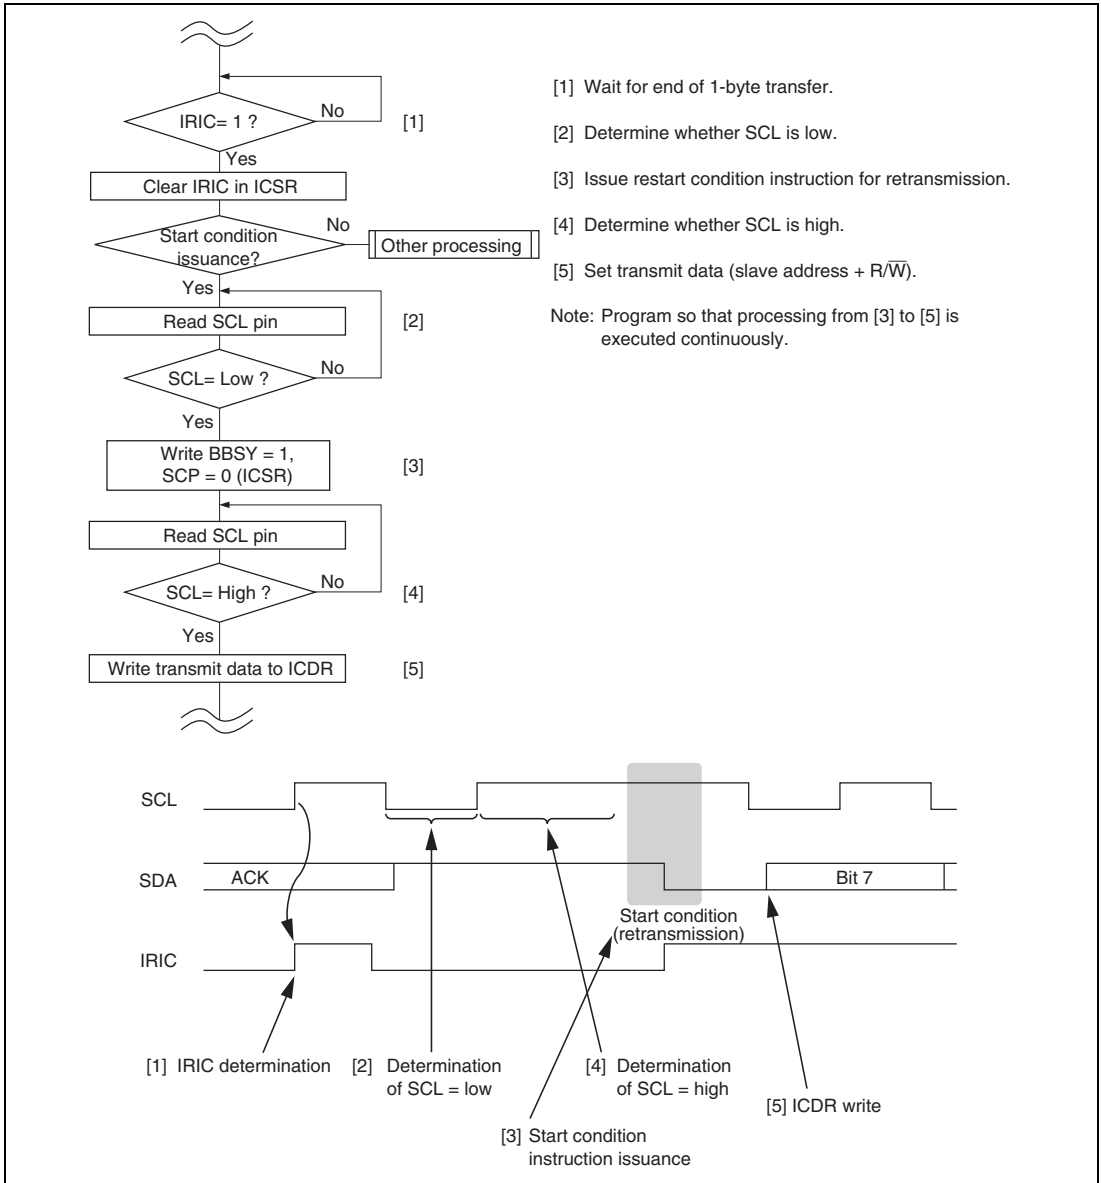 IRIC= 1 ?
No
[1]
Yes
Clear IRIC in ICSR
Start condition
issuance?
No
Other processing
Yes
Read SCL pin
[2]
SCL= Low ?
No
Yes
Write BBSY = 1,
SCP = 0 (ICSR)
[3]
Read SCL pin
SCL= High ?
No
[4]
Yes
Write transmit data to ICDR
[5]
[1] Wait for end of 1-byte transfer.
[2] Determine whether SCL is low.
[3] Issue restart condition instruction for retransmission.
[4] Determine whether SCL is high.
[5] Set transmit data (slave address + R/W̅).
Note: Program so that processing from [3] to [5] is
executed continuously.
SCL
SDA
ACK
Bit 7
Start condition
(retransmission)
IRIC
[1] IRIC determination
[2] Determination
of SCL = low
[4] Determination
of SCL = high
[5] ICDR write
[3] Start condition
instruction issuance